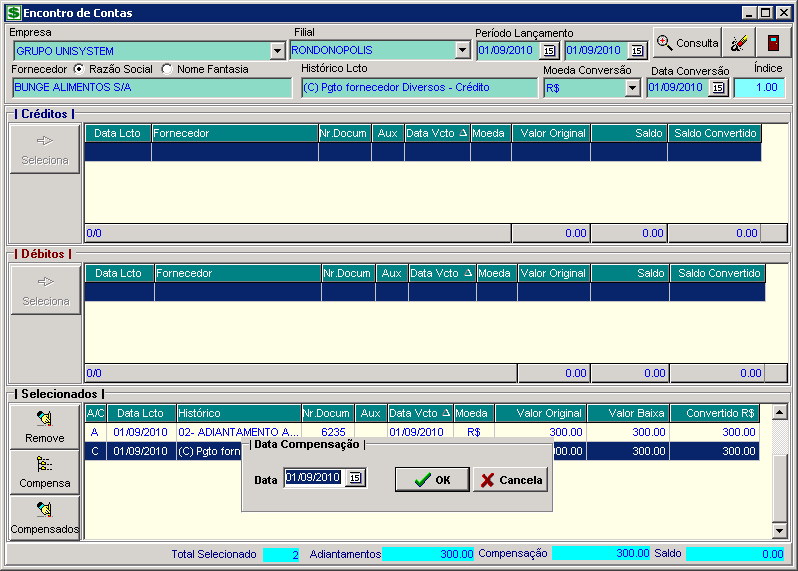 Encontro de Contas
Empresa Filial Período Lançamento
GRUPO UNISYSTEM RONDONOPOLIS 01/09/2010 15 01/09/2010 15 Consulta
Fornecedor Razão Social Nome Fantasia Histórico Lcto Moeda Conversão Data Conversão Índice
BUNGE ALIMENTOS S/A (C) Pgto fornecedor Diversos - Crédito R$ 01/09/2010 15 1.00
| Créditos |
Seleciona
Data Lcto Fornecedor Nr.Docum Aux Data Vcto Moeda Valor Original Saldo Saldo Convertido
0/0 0.00 0.00 0.00
| Débitos |
Seleciona
Data Lcto Fornecedor Nr.Docum Aux Data Vcto Moeda Valor Original Saldo Saldo Convertido
0/0 0.00 0.00 0.00
| Selecionados |
Remove
Compensa
Compensados
A/C Data Lcto Histórico Nr.Docum Aux Data Vcto Moeda Valor Original Valor Baixa Convertido R$
A 01/09/2010 02- ADIANTAMENTO A... 6235 01/09/2010 R$ 300.00 300.00 300.00
C 01/09/2010 (C) Pgto forn 300.00 300.00
| Data Compensação |
Data 01/09/2010 15 OK Cancela
Total Selecionado 2 Adiantamentos 300.00 Compensação 300.00 Saldo 0.00